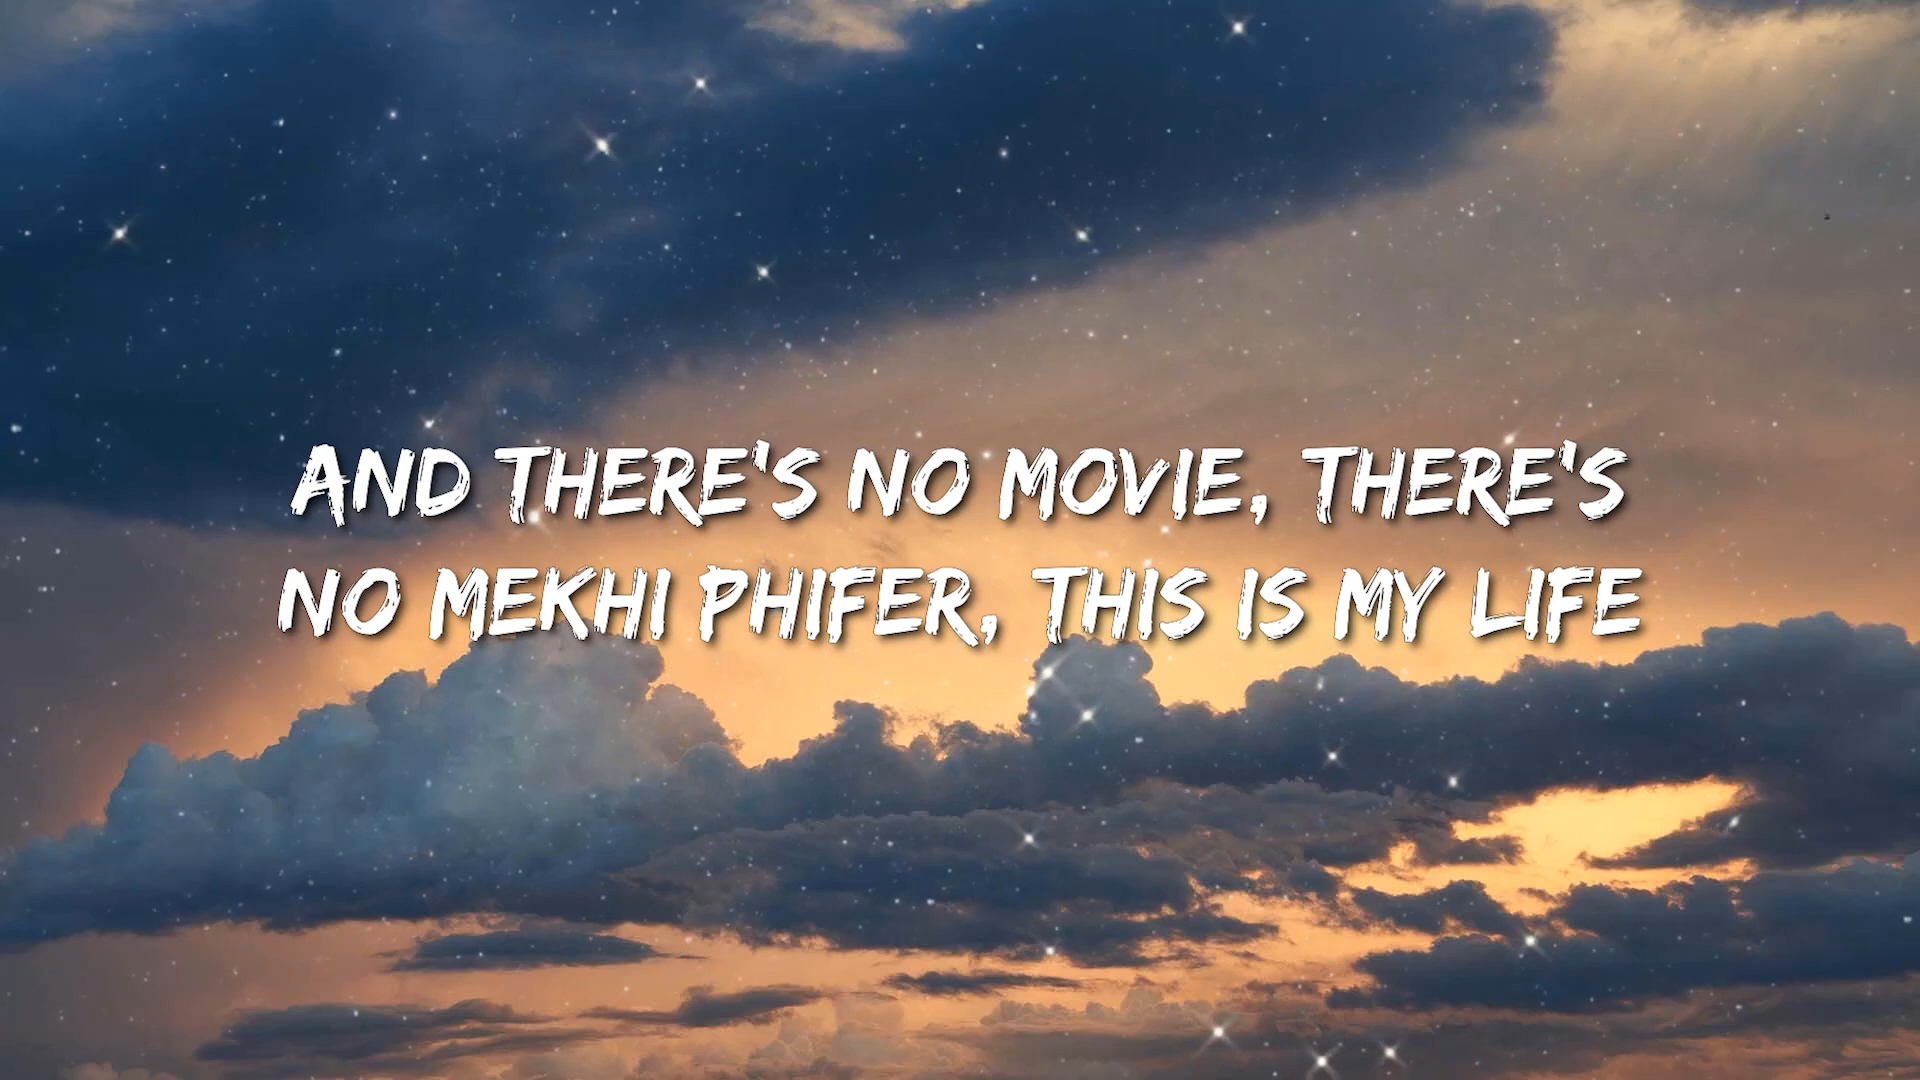 AND THERE'S NO MOVIE, THERE'S
NO MEKHI PHIFER, THIS IS MY LIFE